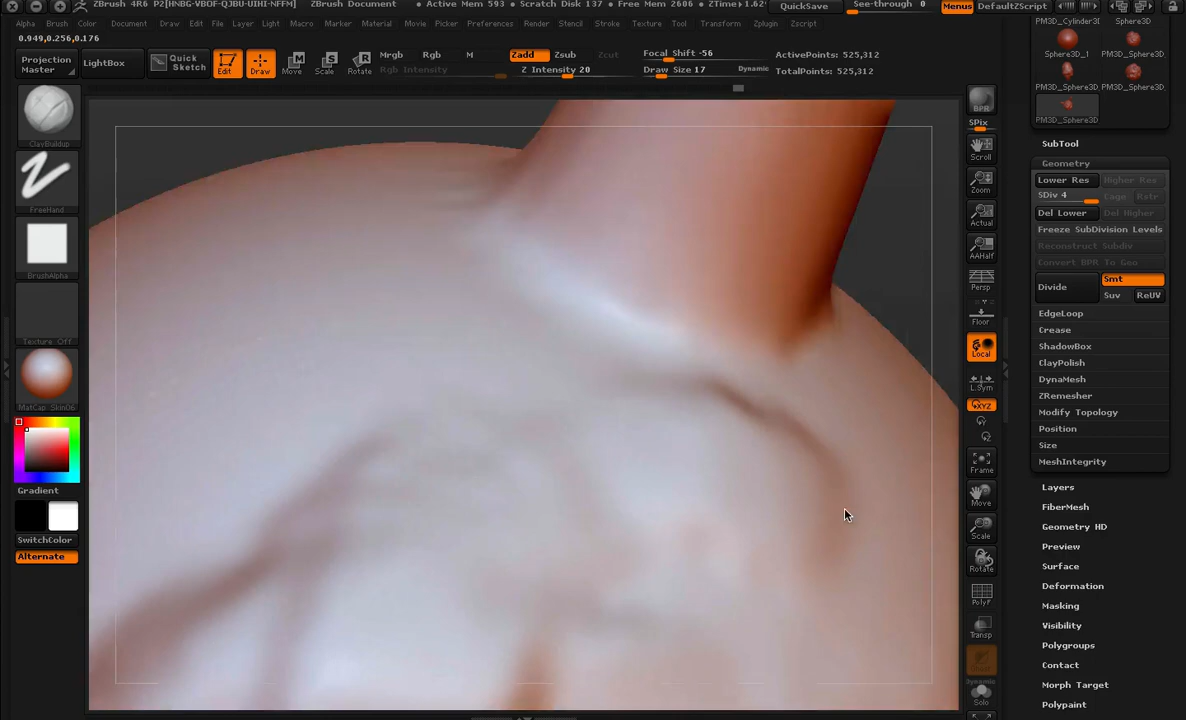 ZBrush 4R6 P2[HNBG-VBOF-QJBU-UIHI-NFFM]
ZBrush Document
Active Mem 593
Scratch Disk 137
Free Mem 2606
QuickSave
See-through 0
Menus
DefaultZScript
Alpha Brush Color Document Draw Edit File Layer Light Macro Marker Material Movie Picker Preferences Render Stencil Stroke Texture Tool Transform Zplugin Zscript
0.949,0.256,0.176
Projection
Master
LightBox
Quick
Sketch
Edit
Draw
Move
Scale
Rotate
Mrgb Rgb M
Rgb Intensity
Zadd Zsub Zcut
Z Intensity 20
Focal Shift -56
Draw Size 17
Dynamic
ActivePoints: 525,312
TotalPoints: 525,312
ClayBuildup
FreeHand
BrushAlpha
Texture Off
MatCap Skin06
Gradient
SwitchColor
Alternate
BPR
SPix
Scroll
Zoom
Actual
AAHalf
Persp
Floor
Local
L.Sym
XYZ
Frame
Move
Scale
Rotate
PolyF
Transp
Ghost
Dynamic
Solo
PM3D_Cylinder3D
Sphere3D
Sphere3D_1
PM3D_Sphere3D
PM3D_Sphere3D
PM3D_Sphere3D
PM3D_Sphere3D
SubTool
Geometry
Lower Res Higher Res
SDiv 4
Cage Rstr
Del Lower Del Higher
Freeze SubDivision Levels
Reconstruct Subdiv
Convert BPR To Geo
Divide
Smt
Suv ReUV
EdgeLoop
Crease
ShadowBox
ClayPolish
DynaMesh
ZRemesher
Modify Topology
Position
Size
MeshIntegrity
Layers
FiberMesh
Geometry HD
Preview
Surface
Deformation
Masking
Visibility
Polygroups
Contact
Morph Target
Polypaint